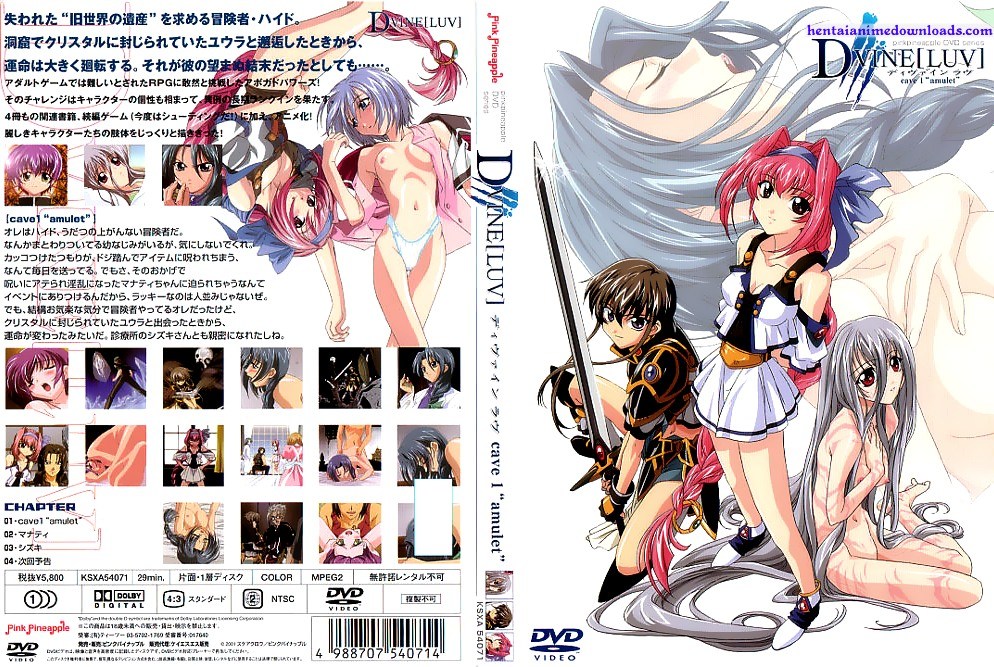 失われた"旧世界の遺産"を求める冒険者・ハイド。
洞窟でクリスタルに封じられていたユウラと邂逅したときから、
運命は大きく廻転する。それが彼の望まぬ結末だったとしても……。
アダルトゲームでは難しいとされたRPGに敢然と挑戦したアボガドパワーズ!
そのチャレンジはキャラクターの個性も相まって、異例の長期ランクインを果たす。
4冊もの関連書籍、続編ゲーム(今度はシューティングだ!)に加え、アニメ化!
麗しきキャラクターたちの肢体をじっくりと描ききった!
DVINE[LUV]
【cave1 "amulet"】
オレはハイド、うだつの上がんない冒険者だ。
なんかまとわりついてる幼なじみがいるが、気にしないでくれ。
カッコつけたつもりが、ドジ踏んでアイテムに呪われちまう、
なんて毎日を送ってる。でもさ、そのおかげで
呪いにアテられ淫乱になったマナティちゃんに迫られちゃうなんて
イベントにありつけるんだから、ラッキーなのは人並みじゃないぜ。
でも、結構お気楽な気分で冒険者やってるオレだったけど、
クリスタルに封じられていたユウラと出会ったときから、
運命が変わったみたいだ。診療所のシズキさんとも親密になれたしね。
CHAPTER
01・cave1 "amulet"
02・マナティ
03・シズキ
04・次回予告
税抜¥5,800
KSXA54071
29min.
片面・1層ディスク
COLOR
MPEG2
無許諾レンタル不可
DOLBY
DIGITAL
4:3 スタンダード
2 NTSC
DVD
VIDEO
複製不可
Pink Pineapple
DVD
VIDEO
4 988707 540714
Pink Pineapple
pinkpineapple
DVD
series
DVINE[LUV]
ディヴァイン ラヴ
cave 1 "amulet"
KSXA 54071
hentaianimedownloads.com
pinkpineapple DVD series
DVINE[LUV]
ディヴァイン ラヴ
cave 1 "amulet"
DVD
VIDEO